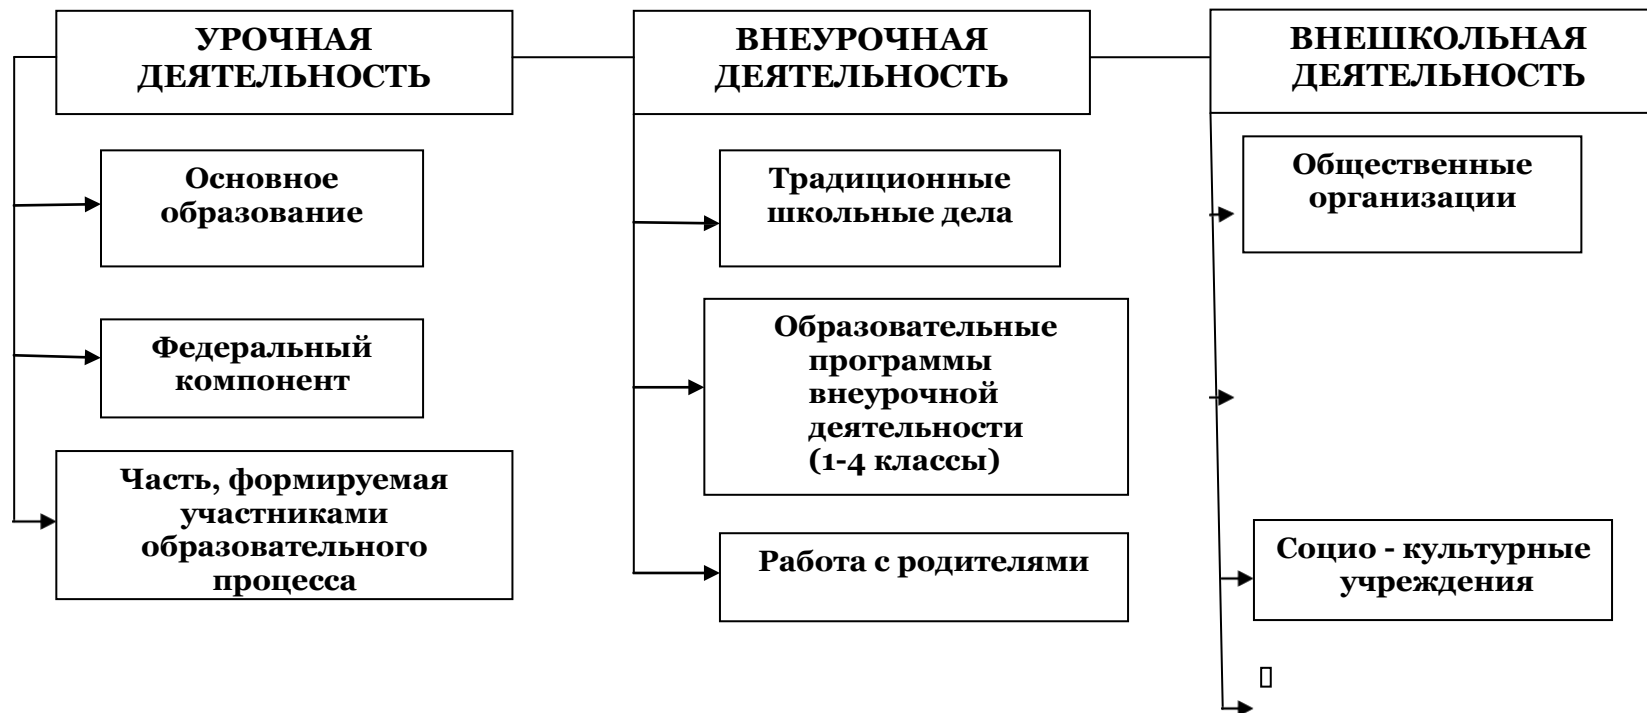 УРОЧНАЯ
ДЕЯТЕЛЬНОСТЬ
ВНЕУРОЧНАЯ
ДЕЯТЕЛЬНОСТЬ
ВНЕШКОЛЬНАЯ
ДЕЯТЕЛЬНОСТЬ
Основное
образование
Традиционные
школьные дела
Общественные
организации
Федеральный
компонент
Образовательные
программы
внеурочной
деятельности
(1-4 классы)
Часть, формируемая
участниками
образовательного
процесса
Работа с родителями
Социо - культурные
учреждения